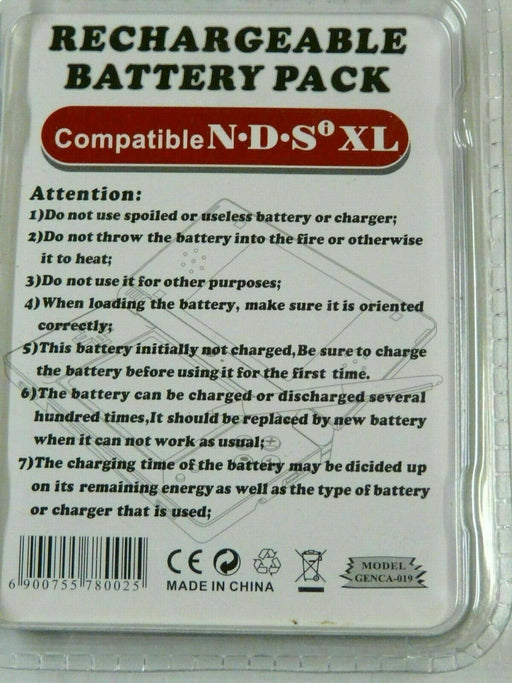 RECHARGEABLE
BATTERY PACK
Compatible N·D·Si XL
Attention:
1)Do not use spoiled or useless battery or charger;
2)Do not throw the battery into the fire or otherwise
it to heat;
3)Do not use it for other purposes;
4)When loading the battery, make sure it is oriented
correctly;
5)This battery initially not charged,Be sure to charge
the battery before using it for the first time.
6)The battery can be charged or discharged several
hundred times,It should be replaced by new battery
when it can not work as usual;
7)The charging time of the battery may be dicided up
on its remaining energy as well as the type of battery
or charger that is used;
6 900755 780025
CE
MADE IN CHINA
MODEL
GENCA-019